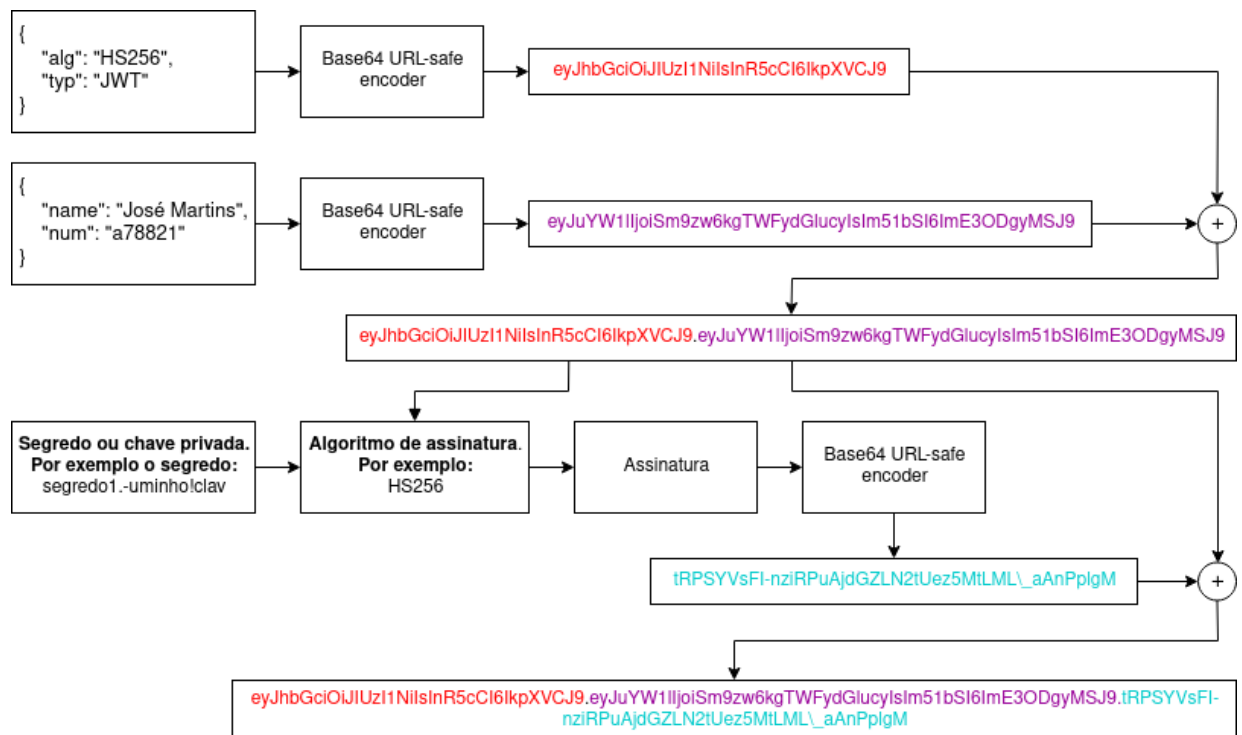 {
"alg": "HS256",
"typ": "JWT"
}
Base64 URL-safe
encoder
eyJhbGciOiJIUzI1NiIsInR5cCI6IkpXVCJ9
{
"name": "José Martins",
"num": "a78821"
}
Base64 URL-safe
encoder
eyJuYW1lIjoiSm9zw6kgTWFydGlucyIsIm51bSI6ImE3ODgyMSJ9
+
eyJhbGciOiJIUzI1NiIsInR5cCI6IkpXVCJ9.eyJuYW1lIjoiSm9zw6kgTWFydGlucyIsIm51bSI6ImE3ODgyMSJ9
Segredo ou chave privada.
Por exemplo o segredo:
segredo1.-uminho!clav
Algoritmo de assinatura.
Por exemplo:
HS256
Assinatura
Base64 URL-safe
encoder
tRPSYVsFI-nziRPuAjdGZLN2tUez5MtLML\_aAnPplgM
+
eyJhbGciOiJIUzI1NiIsInR5cCI6IkpXVCJ9.eyJuYW1lIjoiSm9zw6kgTWFydGlucyIsIm51bSI6ImE3ODgyMSJ9.tRPSYVsFI-
nziRPuAjdGZLN2tUez5MtLML\_aAnPplgM